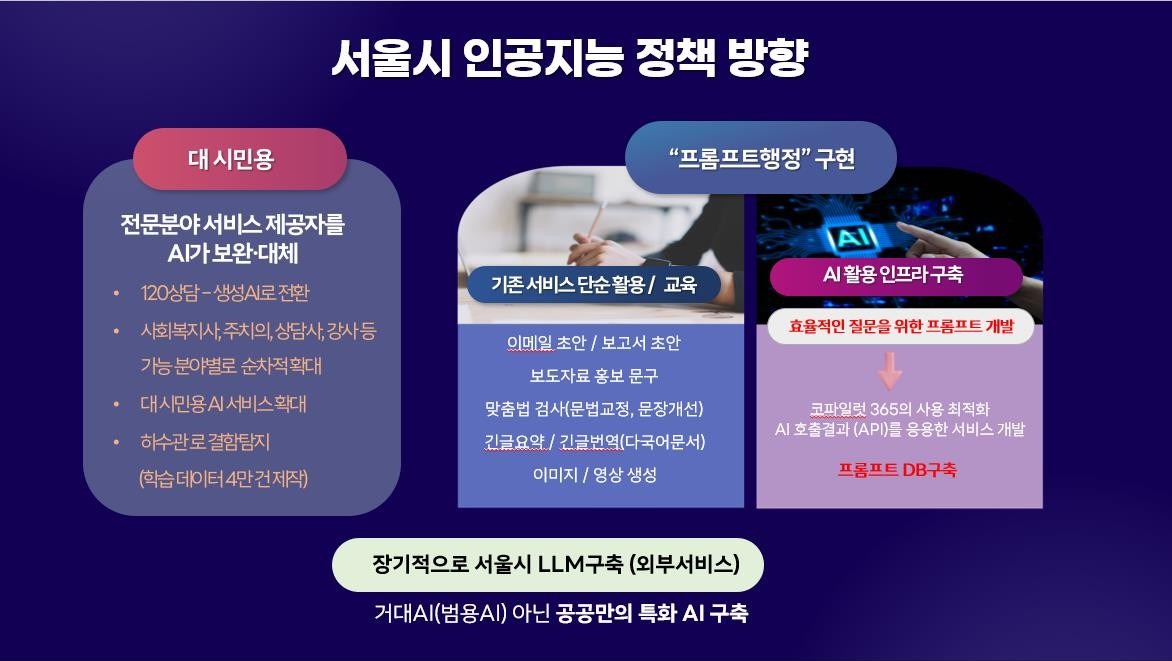 서울시 인공지능 정책 방향
대 시민용
전문분야 서비스 제공자를
AI가 보완·대체
• 120상담 – 생성AI로 전환
• 사회복지사, 주치의, 상담사, 강사 등
가능 분야별로 순차적 확대
• 대 시민용 AI 서비스 확대
• 하수관 로 결함탐지
(학습 데이터 4만 건 제작)
“프롬프트행정” 구현
기존 서비스 단순 활용 / 교육
이메일 초안 / 보고서 초안
보도자료 홍보 문구
맞춤법 검사(문법교정, 문장개선)
긴글요약 / 긴글번역(다국어문서)
이미지 / 영상 생성
AI
AI 활용 인프라 구축
효율적인 질문을 위한 프롬프트 개발
코파일럿 365의 사용 최적화
AI 호출결과 (API)를 응용한 서비스 개발
프롬프트 DB구축
장기적으로 서울시 LLM구축 (외부서비스)
거대AI(범용AI) 아닌 공공만의 특화 AI 구축